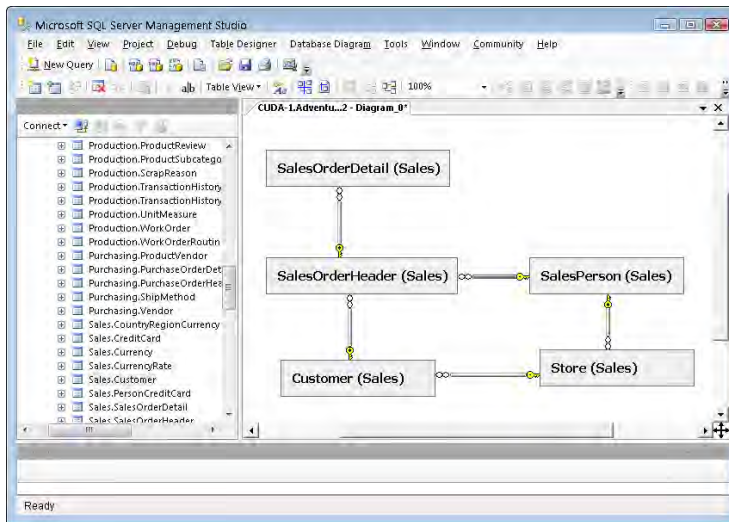 Microsoft SQL Server Management Studio
File Edit View Project Debug Table Designer Database Diagram Tools Window Community Help
New Query
ab Table View 100%
CUDA-1.Adventu...2 - Diagram_0*
Connect
Production.ProductReview
Production.ProductSubcatego
Production.ScrapReason
Production.TransactionHistory
Production.TransactionHistory
Production.UnitMeasure
Production.WorkOrder
Production.WorkOrderRoutin
Purchasing.ProductVendor
Purchasing.PurchaseOrderDet
Purchasing.PurchaseOrderHea
Purchasing.ShipMethod
Purchasing.Vendor
Sales.CountryRegionCurrency
Sales.CreditCard
Sales.Currency
Sales.CurrencyRate
Sales.Customer
Sales.PersonCreditCard
Sales.SalesOrderDetail
Sales.SalesOrderHeader
SalesOrderDetail (Sales)
SalesOrderHeader (Sales)
SalesPerson (Sales)
Customer (Sales)
Store (Sales)
Ready